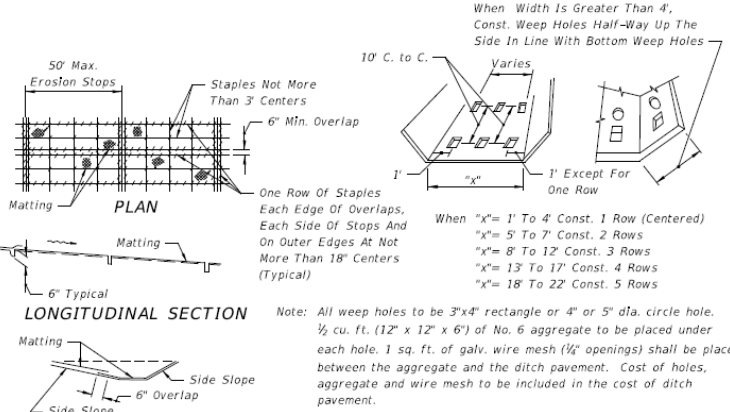 When Width Is Greater Than 4',
Const. Weep Holes Half-Way Up The
Side In Line With Bottom Weep Holes
50' Max.
Erosion Stops
10' C. to C.
Varies
Staples Not More
Than 3' Centers
6" Min. Overlap
1'
"x"
1' Except For
One Row
Matting
PLAN
One Row Of Staples
Each Edge Of Overlaps,
Each Side Of Stops And
On Outer Edges At Not
More Than 18" Centers
(Typical)
When "x"= 1' To 4' Const. 1 Row (Centered)
"x"= 5' To 7' Const. 2 Rows
"x"= 8' To 12' Const. 3 Rows
"x"= 13' To 17' Const. 4 Rows
"x"= 18' To 22' Const. 5 Rows
Matting
6" Typical
LONGITUDINAL SECTION
Note: All weep holes to be 3"x4" rectangle or 4" or 5" dia. circle hole.
½ cu. ft. (12" x 12" x 6") of No. 6 aggregate to be placed under
each hole. 1 sq. ft. of galv. wire mesh (¼" openings) shall be place
between the aggregate and the ditch pavement. Cost of holes,
aggregate and wire mesh to be included in the cost of ditch
pavement.
Matting
Side Slope
6" Overlap
Side Slope